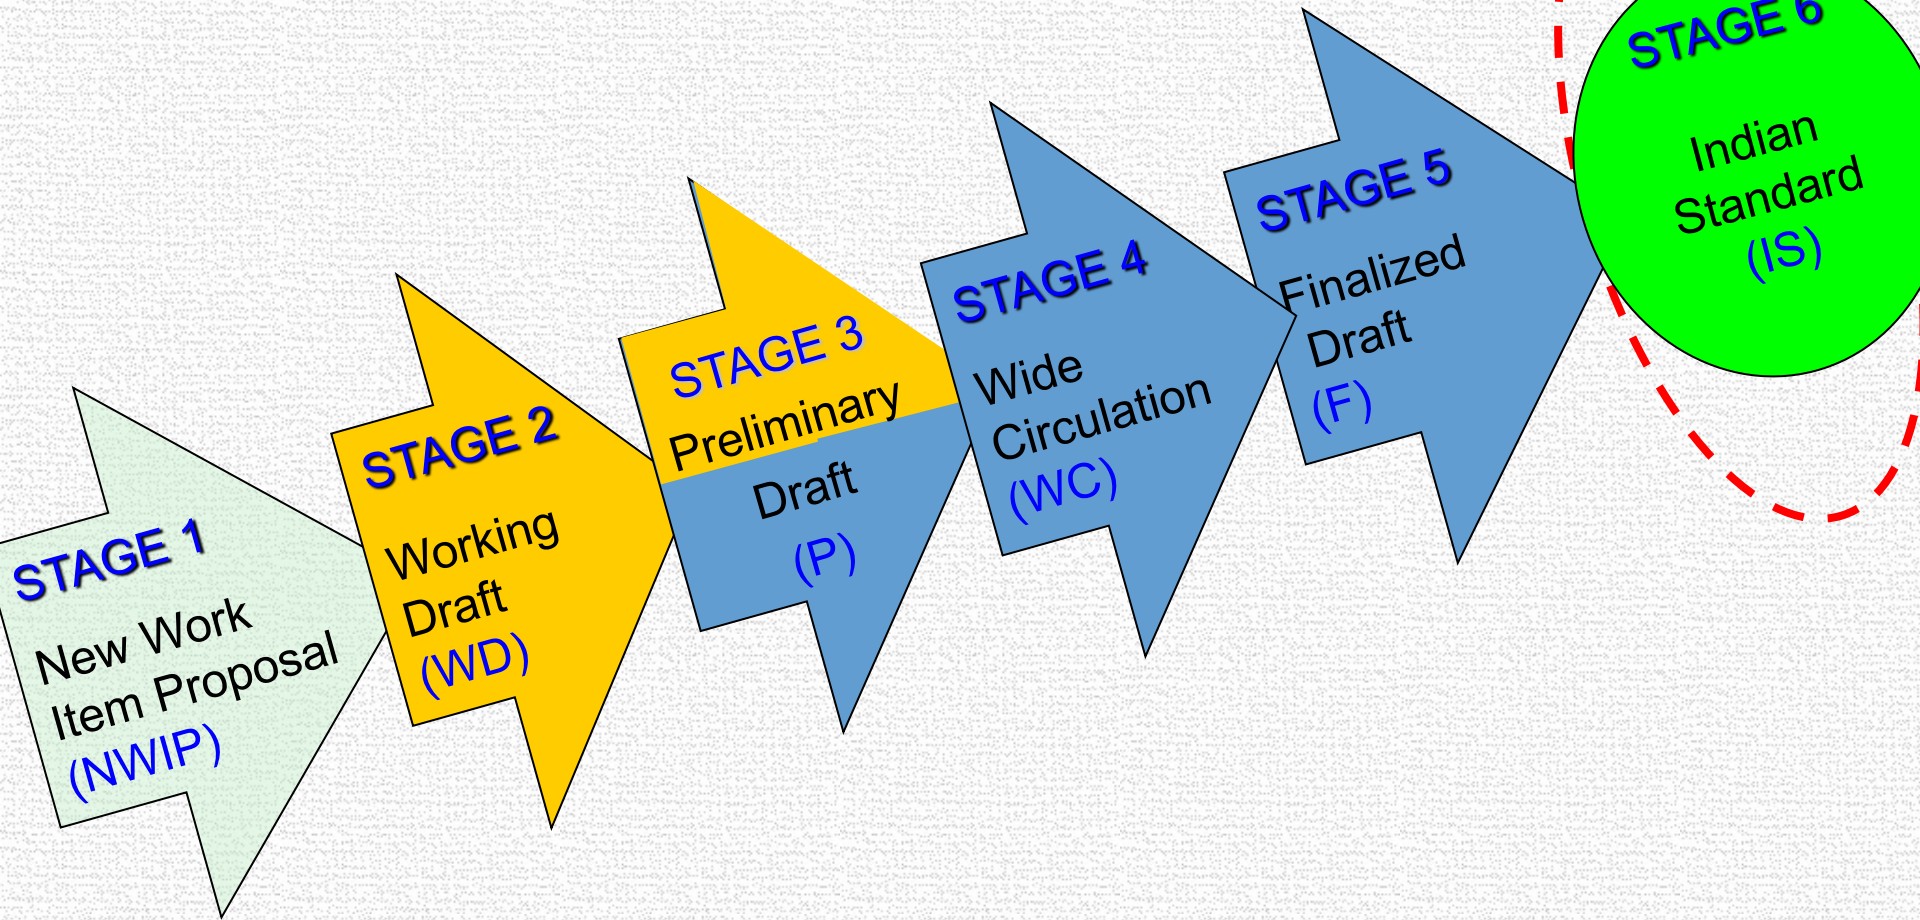 STAGE 1
New Work
Item Proposal
(NWIP)
STAGE 2
Working
Draft
(WD)
STAGE 3
Preliminary
Draft
(P)
STAGE 4
Wide
Circulation
(WC)
STAGE 5
Finalized
Draft
(F)
STAGE 6
Indian
Standard
(IS)